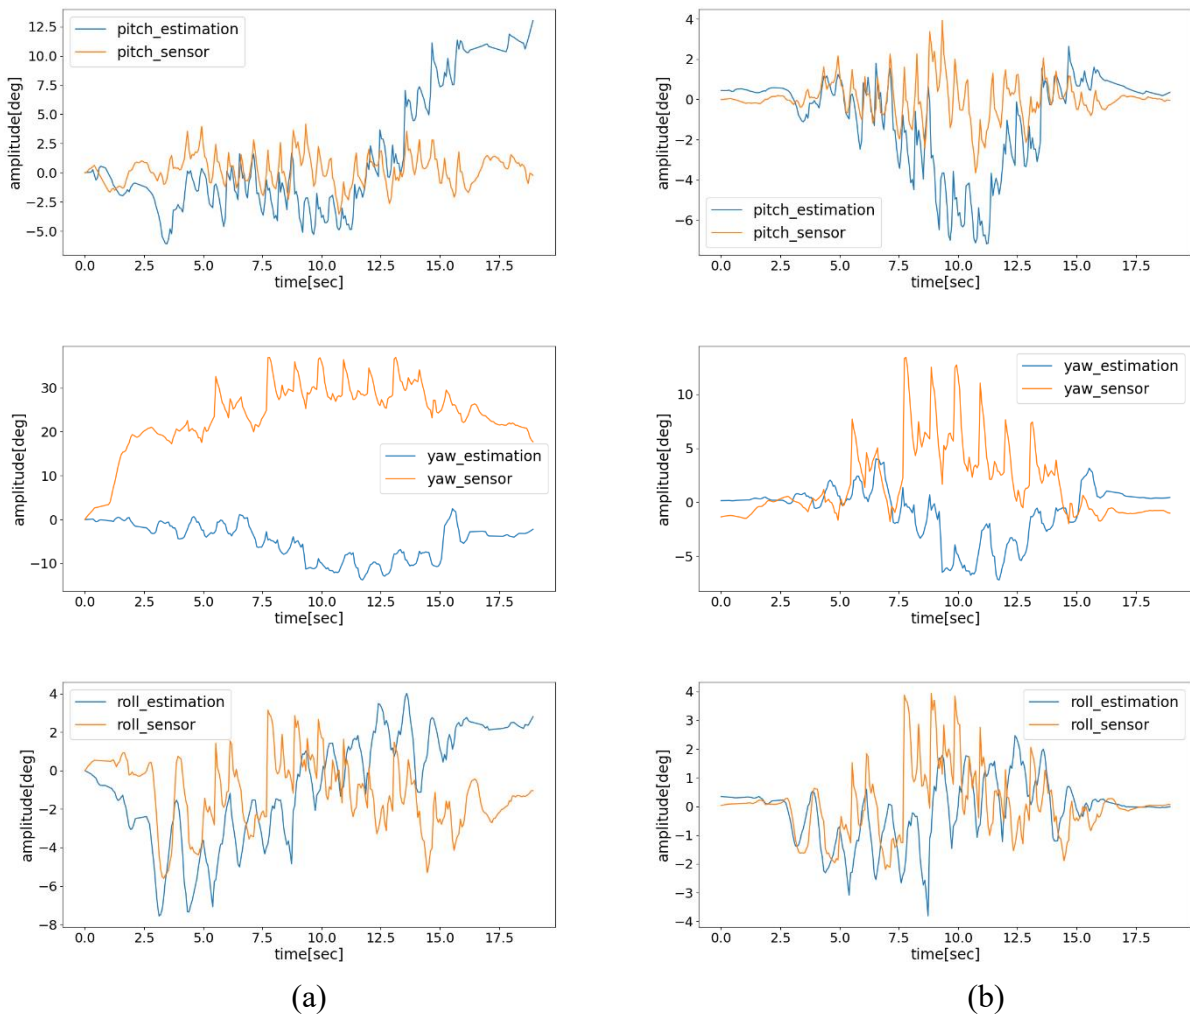 pitch_estimation
pitch_sensor
amplitude[deg]
12.5
10.0
7.5
5.0
2.5
0.0
−2.5
−5.0
0.0 2.5 5.0 7.5 10.0 12.5 15.0 17.5
time[sec]
pitch_estimation
pitch_sensor
amplitude[deg]
4
2
0
−2
−4
−6
0.0 2.5 5.0 7.5 10.0 12.5 15.0 17.5
time[sec]
yaw_estimation
yaw_sensor
amplitude[deg]
30
20
10
0
−10
0.0 2.5 5.0 7.5 10.0 12.5 15.0 17.5
time[sec]
yaw_estimation
yaw_sensor
amplitude[deg]
10
5
0
−5
0.0 2.5 5.0 7.5 10.0 12.5 15.0 17.5
time[sec]
roll_estimation
roll_sensor
amplitude[deg]
4
2
0
−2
−4
−6
−8
0.0 2.5 5.0 7.5 10.0 12.5 15.0 17.5
time[sec]
roll_estimation
roll_sensor
amplitude[deg]
4
3
2
1
0
−1
−2
−3
−4
0.0 2.5 5.0 7.5 10.0 12.5 15.0 17.5
time[sec]
(a)
(b)